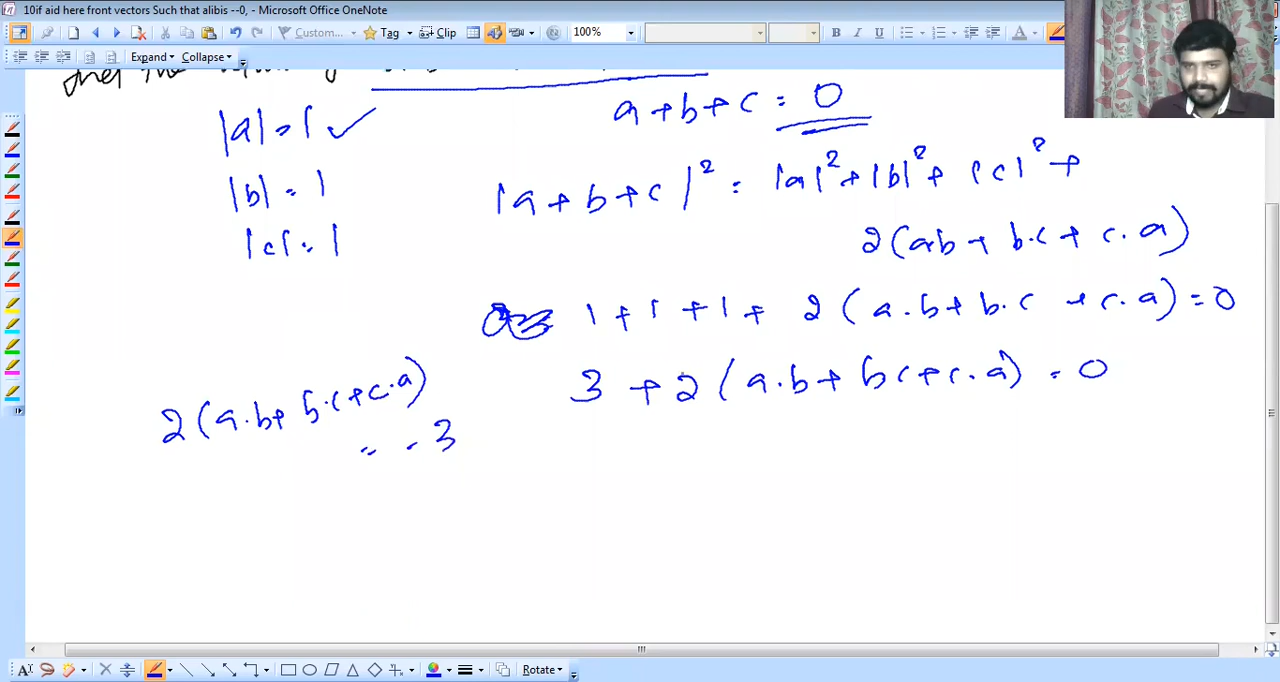 10if aid here front vectors Such that alibis --0, - Microsoft Office OneNote
Custom... Tag Clip 100% B I U A
Expand Collapse
a+b+c = 0
|a| = 1 ✓
|a+b+c|² = |a|² + |b|² + |c|² +
|b| = 1
2(a.b + b.c + c.a)
|c| = 1
1 + 1 + 1 + 2(a.b + b.c + c.a) = 0
3 + 2(a.b + b c + c.a) = 0
2(a.b+ b.c+c.a)
= -3
A Rotate